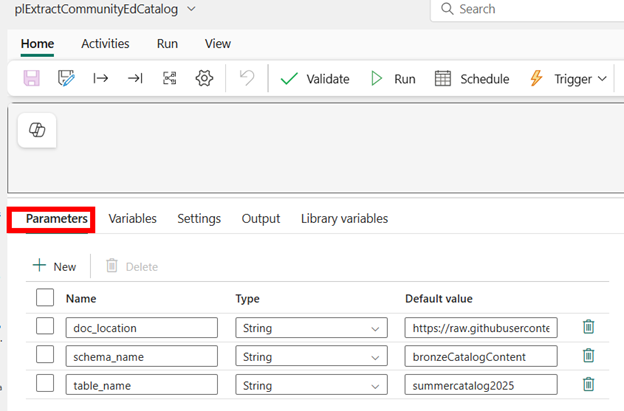 plExtractCommunityEdCatalog
Search
Home Activities Run View
Validate Run Schedule Trigger
Parameters Variables Settings Output Library variables
New Delete
Name Type Default value
doc_location String https://raw.githubuserconte
schema_name String bronzeCatalogContent
table_name String summercatalog2025